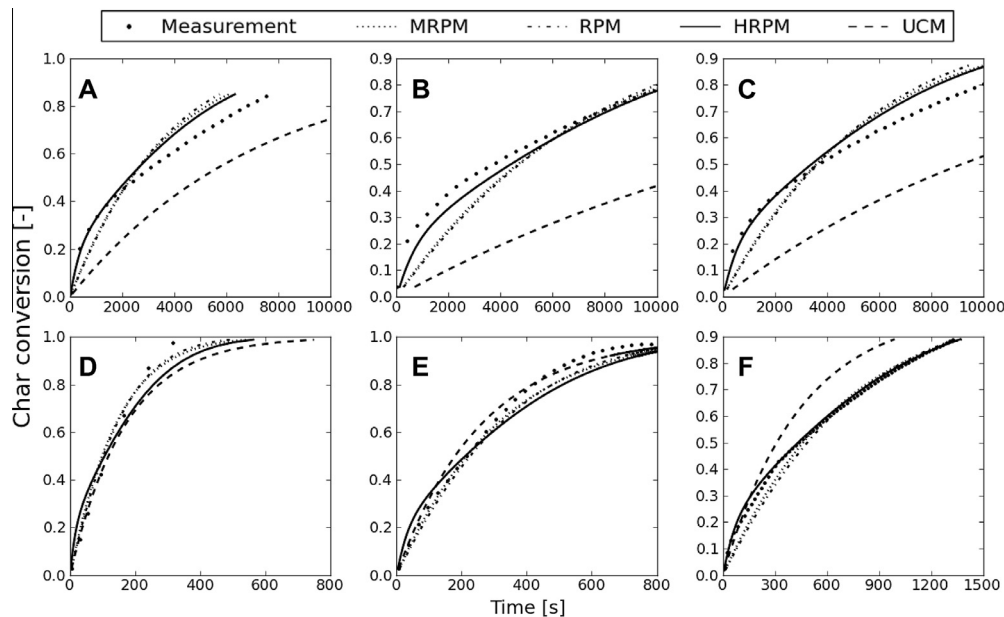 Measurement MRPM RPM HRPM UCM
1.0 0.9 0.9
A B C
0.8 0.8 0.8
0.7 0.7
0.6 0.6 0.6
0.5 0.5
0.4 0.4 0.4
0.3 0.3
0.2 0.2 0.2
0.1 0.1
0.0 0.0 0.0
0 2000 4000 6000 8000 10000 0 2000 4000 6000 8000 10000 0 2000 4000 6000 8000 10000
Char conversion [-]
1.0 1.0 0.9
D E F
0.8 0.8 0.8
0.7
0.6 0.6 0.6
0.5
0.4 0.4 0.4
0.3
0.2 0.2 0.2
0.1
0.0 0.0 0.0
0 200 400 600 800 0 200 400 600 800 0 300 600 900 1200 1500
Time [s]